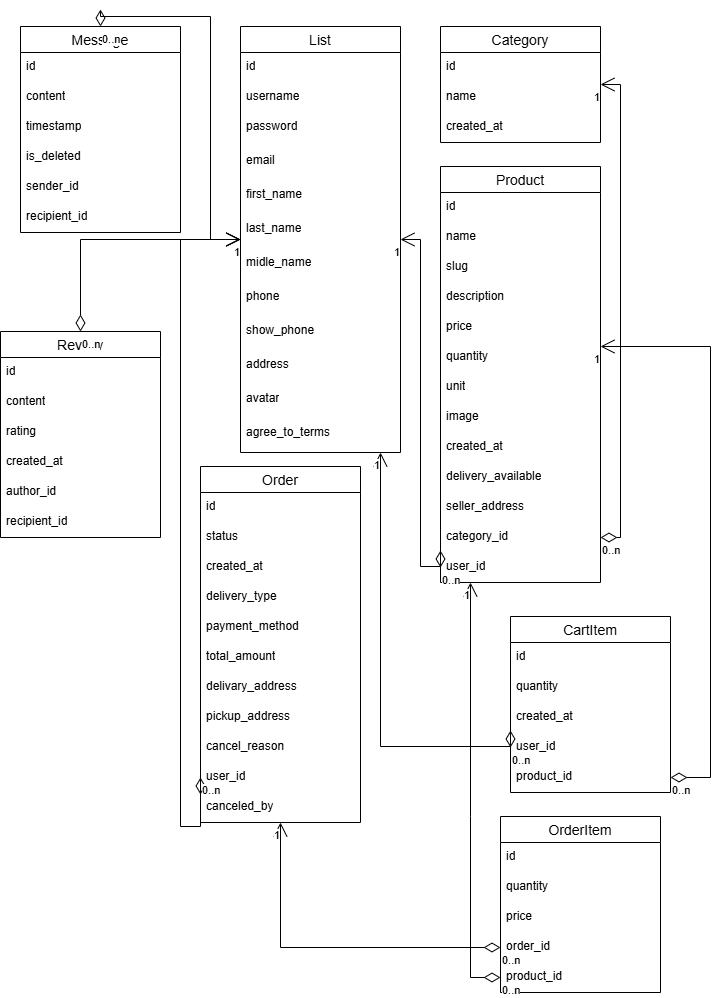 Message
0..n
id
content
timestamp
is_deleted
sender_id
recipient_id
List
id
username
password
email
first_name
last_name
midle_name
phone
show_phone
address
avatar
agree_to_terms
1
1
1
Category
id
name
created_at
1
Product
id
name
slug
description
price
quantity
unit
image
created_at
delivery_available
seller_address
category_id
user_id
1
0..n
0..n
1
0..n
id
content
rating
created_at
author_id
recipient_id
Order
id
status
created_at
delivery_type
payment_method
total_amount
delivary_address
pickup_address
cancel_reason
user_id
0..n
canceled_by
1
CartItem
id
quantity
created_at
user_id
0..n
product_id
0..n
OrderItem
id
quantity
price
order_id
0..n
product_id
0..n